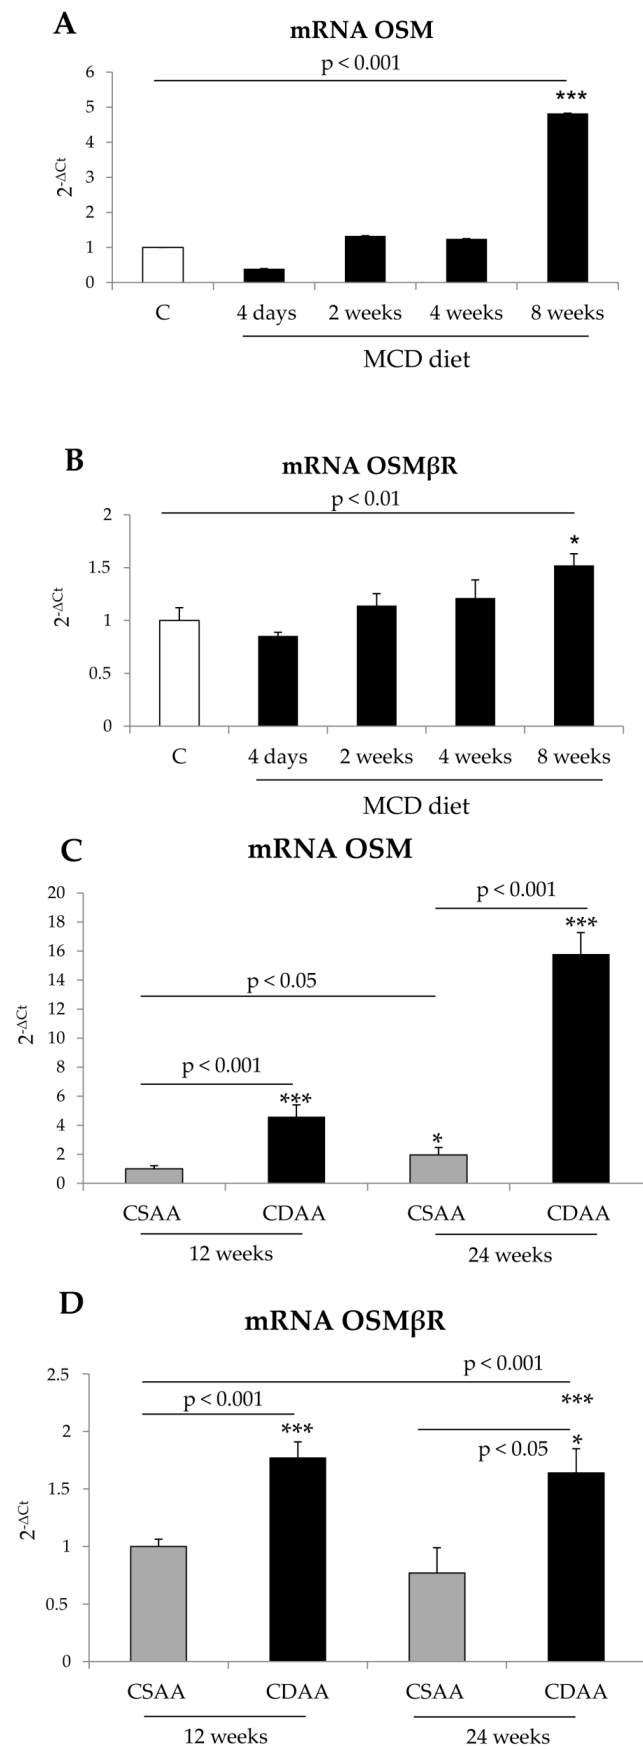 A
mRNA OSM
p < 0.001
***
2-ΔCt
6
5
4
3
2
1
0
C 4 days 2 weeks 4 weeks 8 weeks
MCD diet
B
mRNA OSMβR
p < 0.01
*
2-ΔCt
2
1.5
1
0.5
0
C 4 days 2 weeks 4 weeks 8 weeks
MCD diet
C
mRNA OSM
p < 0.001
***
p < 0.05
p < 0.001
***
*
2-ΔCt
20
18
16
14
12
10
8
6
4
2
0
CSAA CDAA CSAA CDAA
12 weeks 24 weeks
D
mRNA OSMβR
p < 0.001
p < 0.001
***
***
*
p < 0.05
2-ΔCt
2.5
2
1.5
1
0.5
0
CSAA CDAA CSAA CDAA
12 weeks 24 weeks